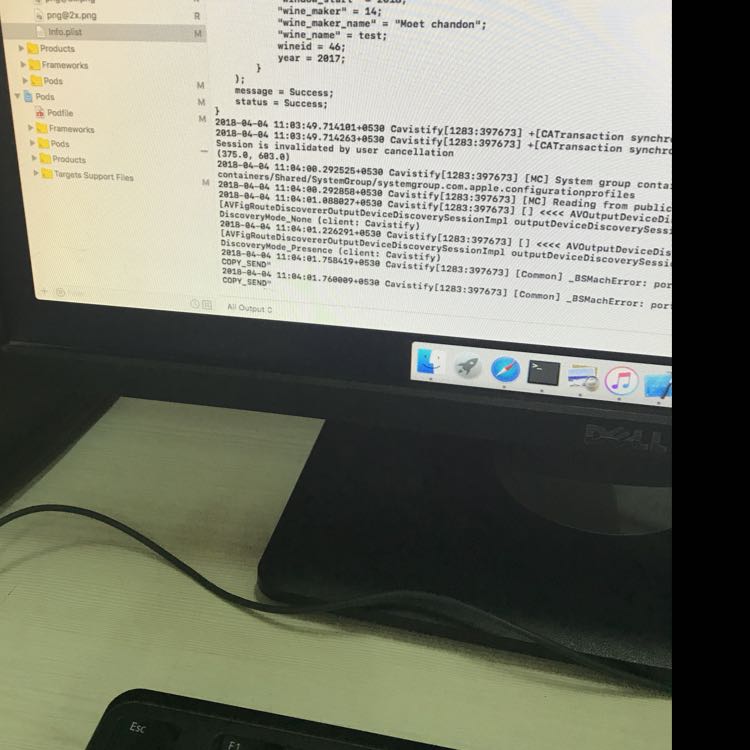 png@2x.png R
Info.plist M
Products
Frameworks
Pods M
Pods M
Podfile M
Frameworks
Pods
Products
Targets Support Files M
"wine_maker" = 14;
"wine_maker_name" = "Moet chandon";
"wine_name" = test;
wineid = 46;
year = 2017;
}
);
message = Success;
status = Success;
}
2018-04-04 11:03:49.714101+0530 Cavistify[1283:397673] +[CATransaction synchro
2018-04-04 11:03:49.714263+0530 Cavistify[1283:397673] +[CATransaction synchro
Session is invalidated by user cancellation
(375.0, 603.0)
2018-04-04 11:04:00.292525+0530 Cavistify[1283:397673] [MC] System group conta
containers/Shared/SystemGroup/systemgroup.com.apple.configurationprofiles
2018-04-04 11:04:00.292858+0530 Cavistify[1283:397673] [MC] Reading from public
2018-04-04 11:04:01.088027+0530 Cavistify[1283:397673] [] <<<< AVOutputDeviceDi
[AVFigRouteDiscovererOutputDeviceDiscoverySessionImpl outputDeviceDiscoverySessi
DiscoveryMode_None (client: Cavistify)
2018-04-04 11:04:01.226291+0530 Cavistify[1283:397673] [] <<<< AVOutputDeviceDis
[AVFigRouteDiscovererOutputDeviceDiscoverySessionImpl outputDeviceDiscoverySessi
DiscoveryMode_Presence (client: Cavistify)
2018-04-04 11:04:01.758419+0530 Cavistify[1283:397673] [Common] _BSMachError: por
COPY_SEND"
2018-04-04 11:04:01.760009+0530 Cavistify[1283:397673] [Common] _BSMachError: port
COPY_SEND"
All Output
DELL
Esc
F1